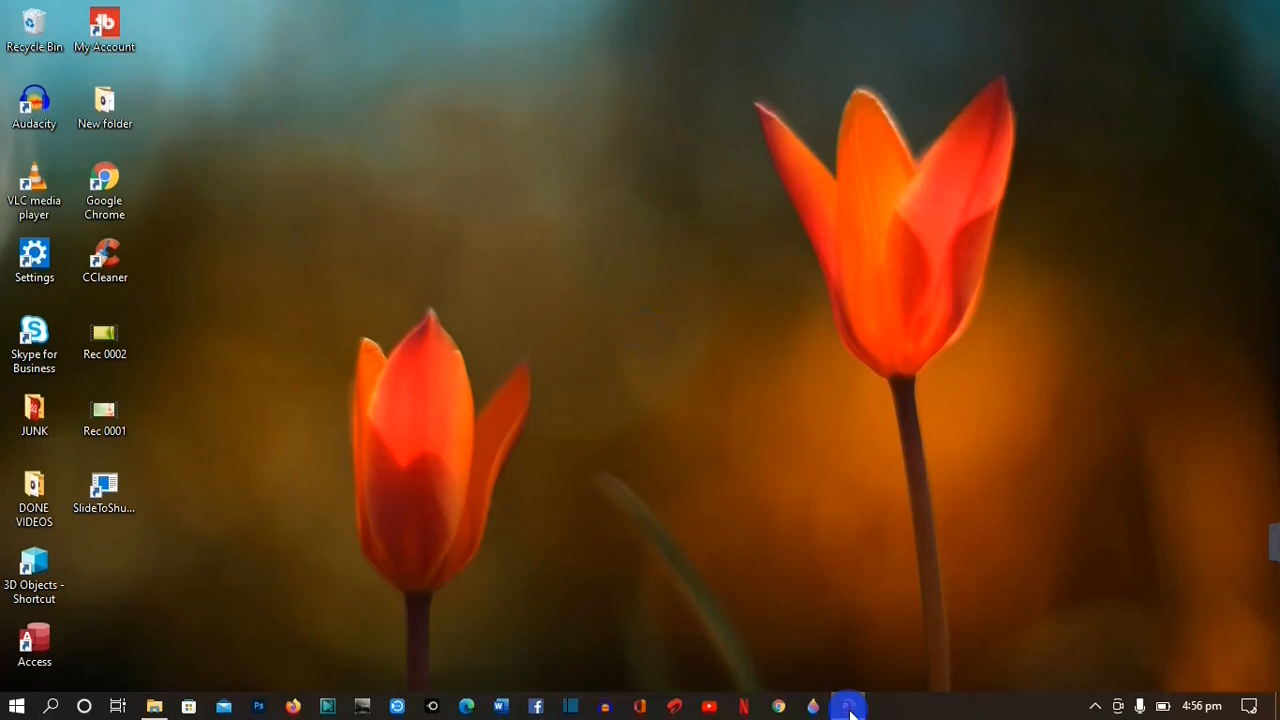 Recycle Bin
My Account
Audacity
New folder
VLC media
player
Google
Chrome
Settings
CCleaner
Skype for
Business
Rec 0002
JUNK
Rec 0001
DONE
VIDEOS
SlideToShu...
3D Objects -
Shortcut
Access
4:56 pm